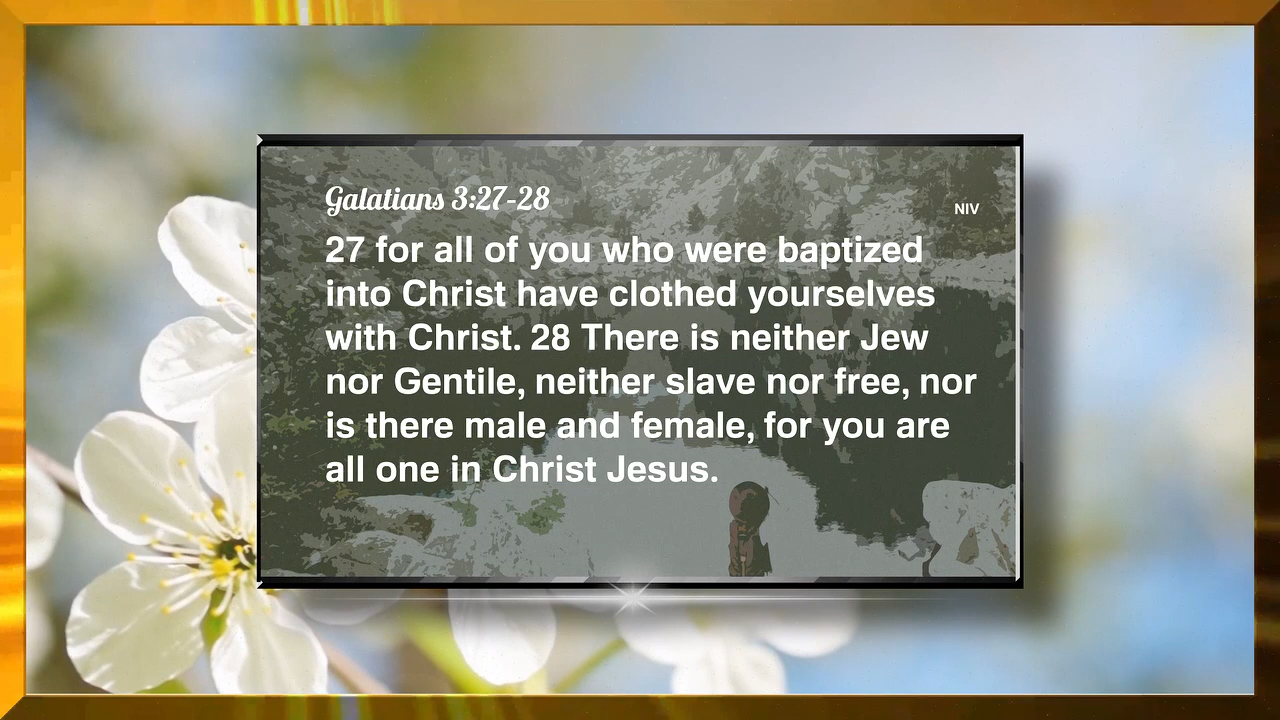 Galatians 3:27-28
NIV
27 for all of you who were baptized
into Christ have clothed yourselves
with Christ. 28 There is neither Jew
nor Gentile, neither slave nor free, nor
is there male and female, for you are
all one in Christ Jesus.